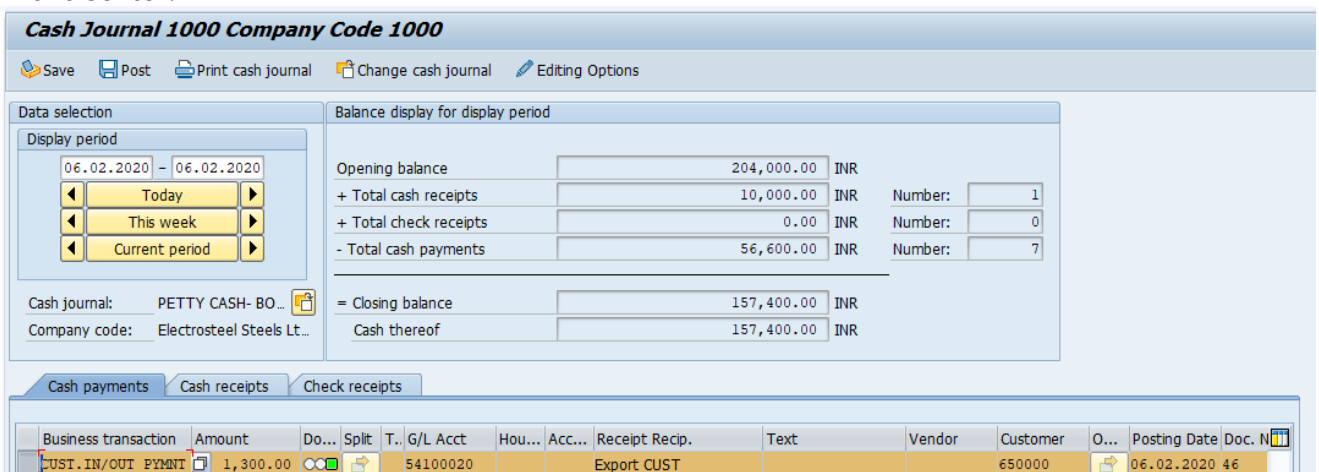 Cash Journal 1000 Company Code 1000
Save Post Print cash journal Change cash journal Editing Options
Data selection
Balance display for display period
Display period
06.02.2020 - 06.02.2020
Today
This week
Current period
Opening balance 204,000.00 INR
+ Total cash receipts 10,000.00 INR Number: 1
+ Total check receipts 0.00 INR Number: 0
- Total cash payments 56,600.00 INR Number: 7
Cash journal: PETTY CASH- BO...
Company code: Electrosteel Steels Lt...
= Closing balance 157,400.00 INR
Cash thereof 157,400.00 INR
Cash payments Cash receipts Check receipts
Business transaction Amount Do... Split T.. G/L Acct Hou... Acc... Receipt Recip. Text Vendor Customer O... Posting Date Doc. N
CUST.IN/OUT PYMNT 1,300.00 54100020 Export CUST 650000 06.02.2020 46